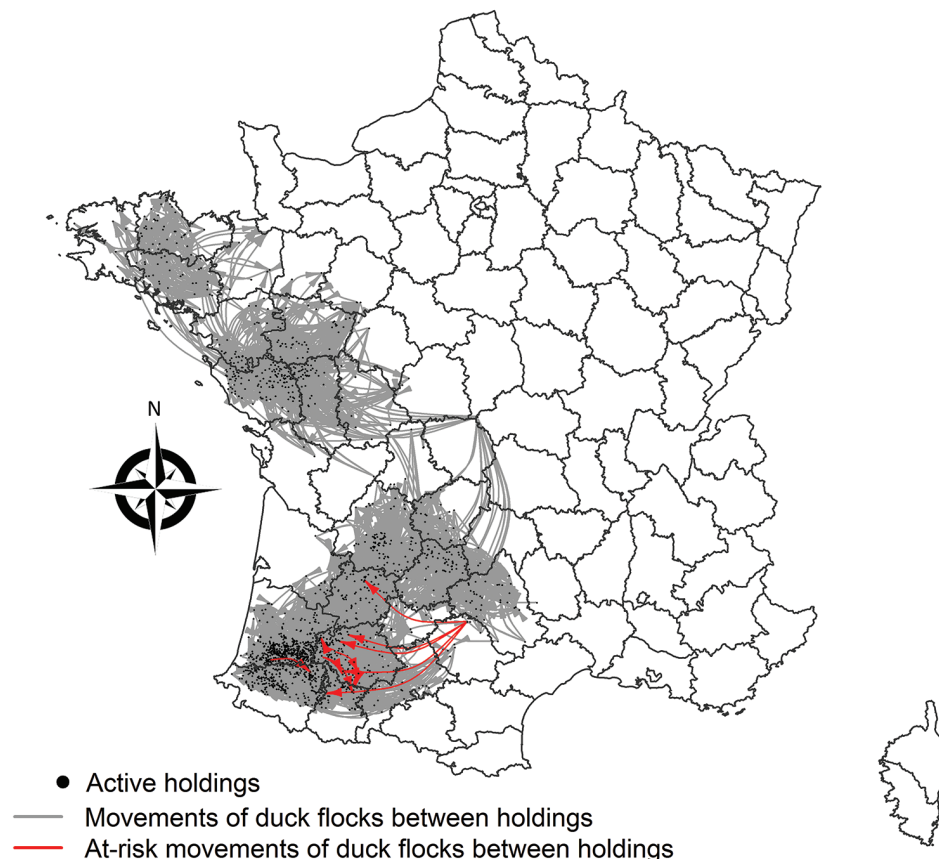 N
Active holdings
Movements of duck flocks between holdings
At-risk movements of duck flocks between holdings